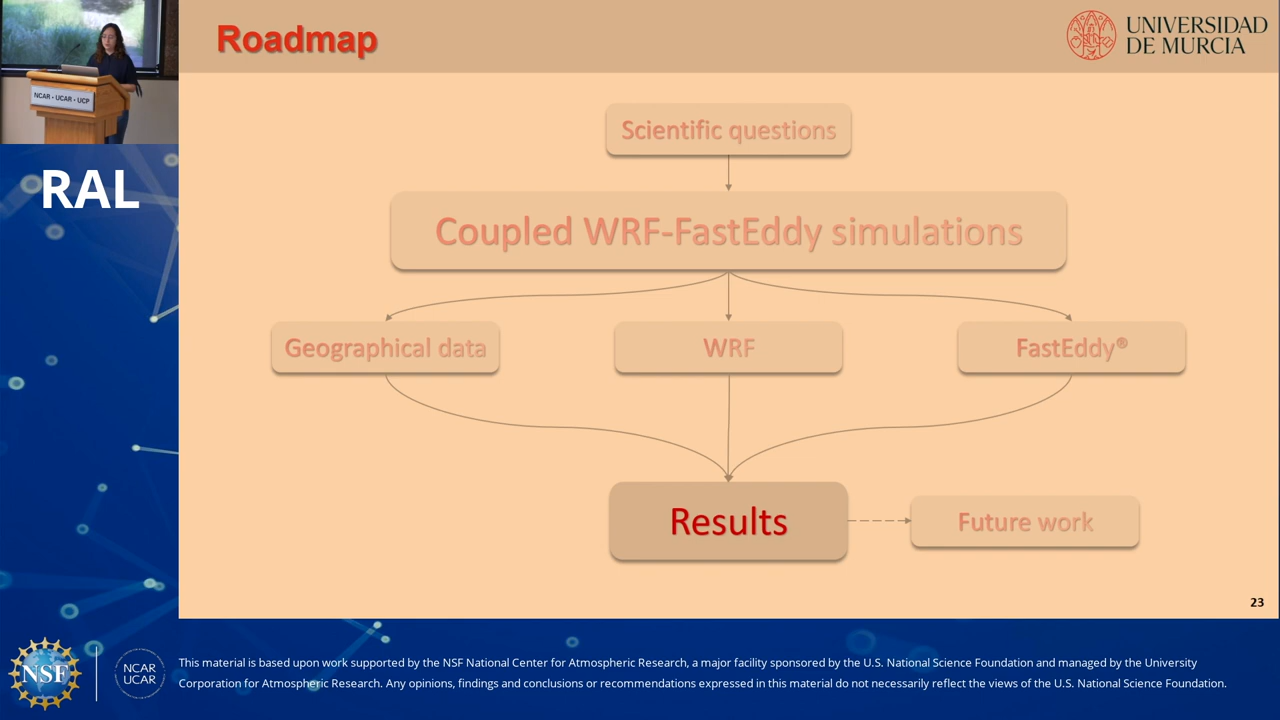 Roadmap
UNIVERSIDAD
DE MURCIA
NCAR • UCAR • UCP
RAL
Scientific questions
Coupled WRF-FastEddy simulations
Geographical data
WRF
FastEddy®
Results
Future work
23
NSF
NCAR
UCAR
This material is based upon work supported by the NSF National Center for Atmospheric Research, a major facility sponsored by the U.S. National Science Foundation and managed by the University
Corporation for Atmospheric Research. Any opinions, findings and conclusions or recommendations expressed in this material do not necessarily reflect the views of the U.S. National Science Foundation.